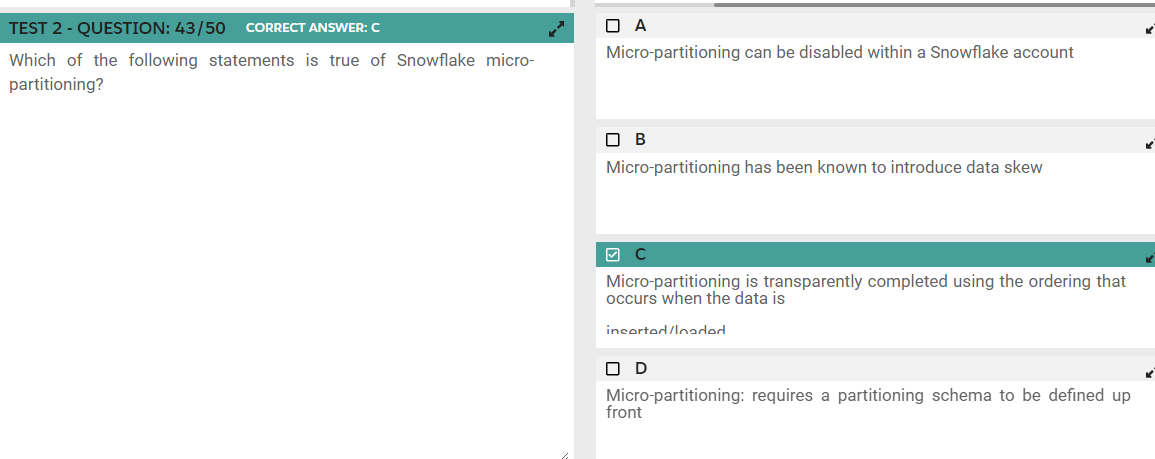 TEST 2 - QUESTION: 43/50 CORRECT ANSWER: C
Which of the following statements is true of Snowflake micro-
partitioning?
A
Micro-partitioning can be disabled within a Snowflake account
B
Micro-partitioning has been known to introduce data skew
C
Micro-partitioning is transparently completed using the ordering that
occurs when the data is
inserted/loaded
D
Micro-partitioning: requires a partitioning schema to be defined up
front